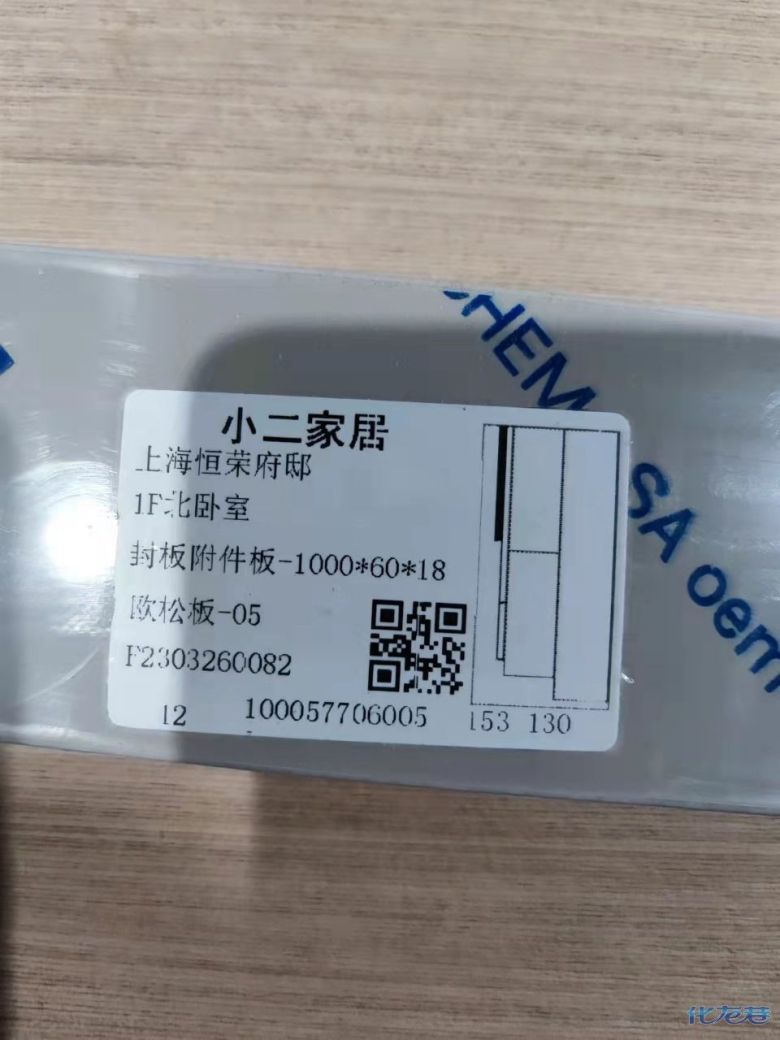 小二家居
上海恒荣府邸
1F北卧室
封板附件板-1000*60*18
欧松板-05
F2303260082
12 100057706005 153 130
CHEM
SA oem
化龙巷